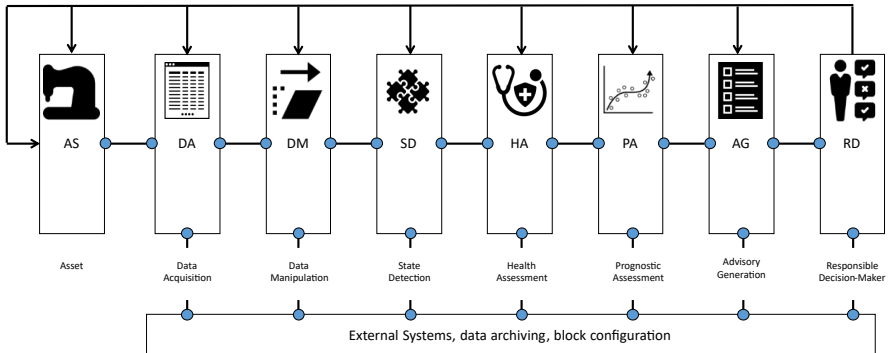 AS DA DM SD HA PA AG RD
Asset
Data
Acquisition
Data
Manipulation
State
Detection
Health
Assessment
Prognostic
Assessment
Advisory
Generation
Responsible
Decision-Maker
External Systems, data archiving, block configuration